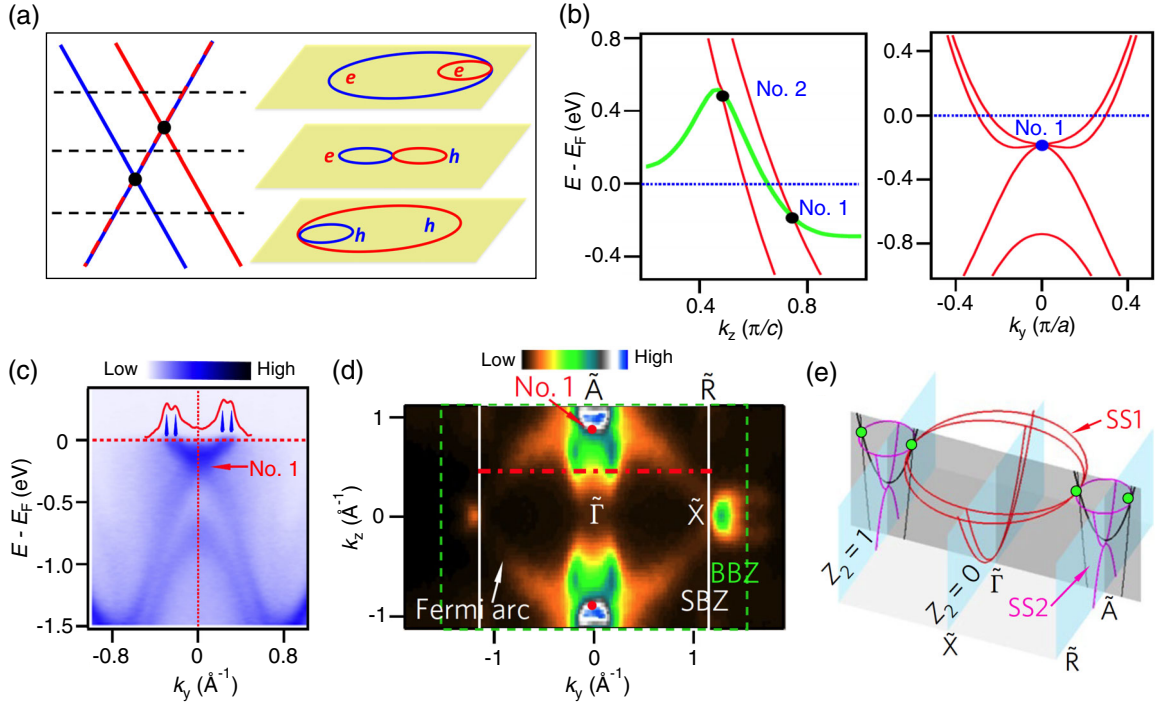 (a)
e
e
e
h
h
h
(b)
0.8
0.4
0.0
-0.4
E - E_F (eV)
No. 2
No. 1
0.4
0.8
k_z (π/c)
0.4
0.0
-0.4
-0.8
No. 1
-0.4
0
0.4
k_y (π/a)
(c)
Low
High
0
-0.5
-1.0
-1.5
E - E_F (eV)
No. 1
-0.8
0
0.8
k_y (Å⁻¹)
(d)
Low
High
No. 1
Ã
R̃
1
0
-1
k_z (Å⁻¹)
Γ̃
X̃
BBZ
SBZ
Fermi arc
-1
0
1
k_y (Å⁻¹)
(e)
SS1
Z₂ = 1
Z₂ = 0
Γ̃
SS2
Ã
X̃
R̃